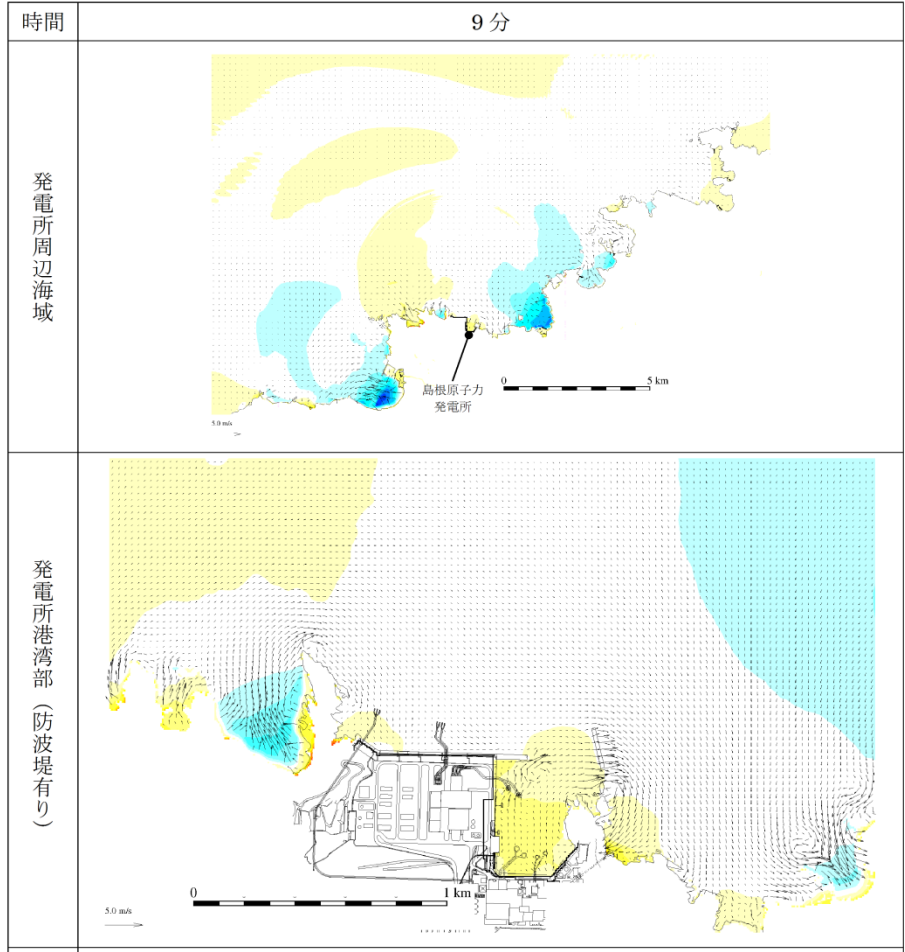 時間
9分
発電所周辺海域
島根原子力
発電所
0
5 km
5.0 m/s
発電所港湾部（防波堤有り）
0
1 km
5.0 m/s